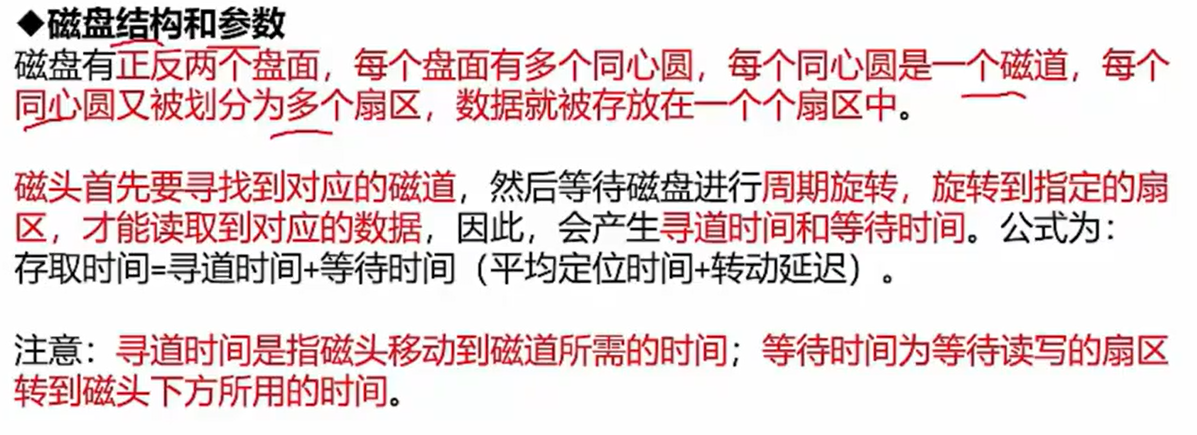 ◆磁盘结构和参数
磁盘有正反两个盘面，每个盘面有多个同心圆，每个同心圆是一个磁道，每个
同心圆又被划分为多个扇区，数据就被存放在一个个扇区中。
磁头首先要寻找到对应的磁道，然后等待磁盘进行周期旋转，旋转到指定的扇
区，才能读取到对应的数据，因此，会产生寻道时间和等待时间。公式为：
存取时间=寻道时间+等待时间（平均定位时间+转动延迟）。
注意：寻道时间是指磁头移动到磁道所需的时间；等待时间为等待读写的扇区
转到磁头下方所用的时间。